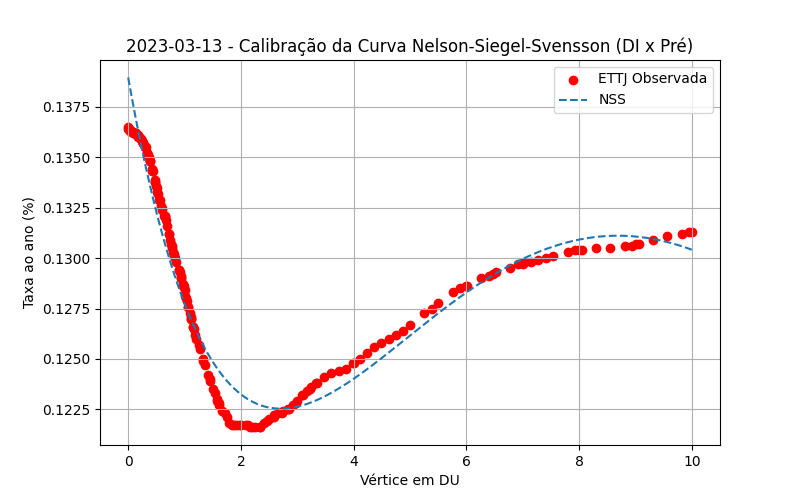 2023-03-13 - Calibração da Curva Nelson-Siegel-Svensson (DI x Pré)
ETTJ Observada
NSS
Taxa ao ano (%)
0.1375
0.1350
0.1325
0.1300
0.1275
0.1250
0.1225
0 2 4 6 8 10
Vértice em DU